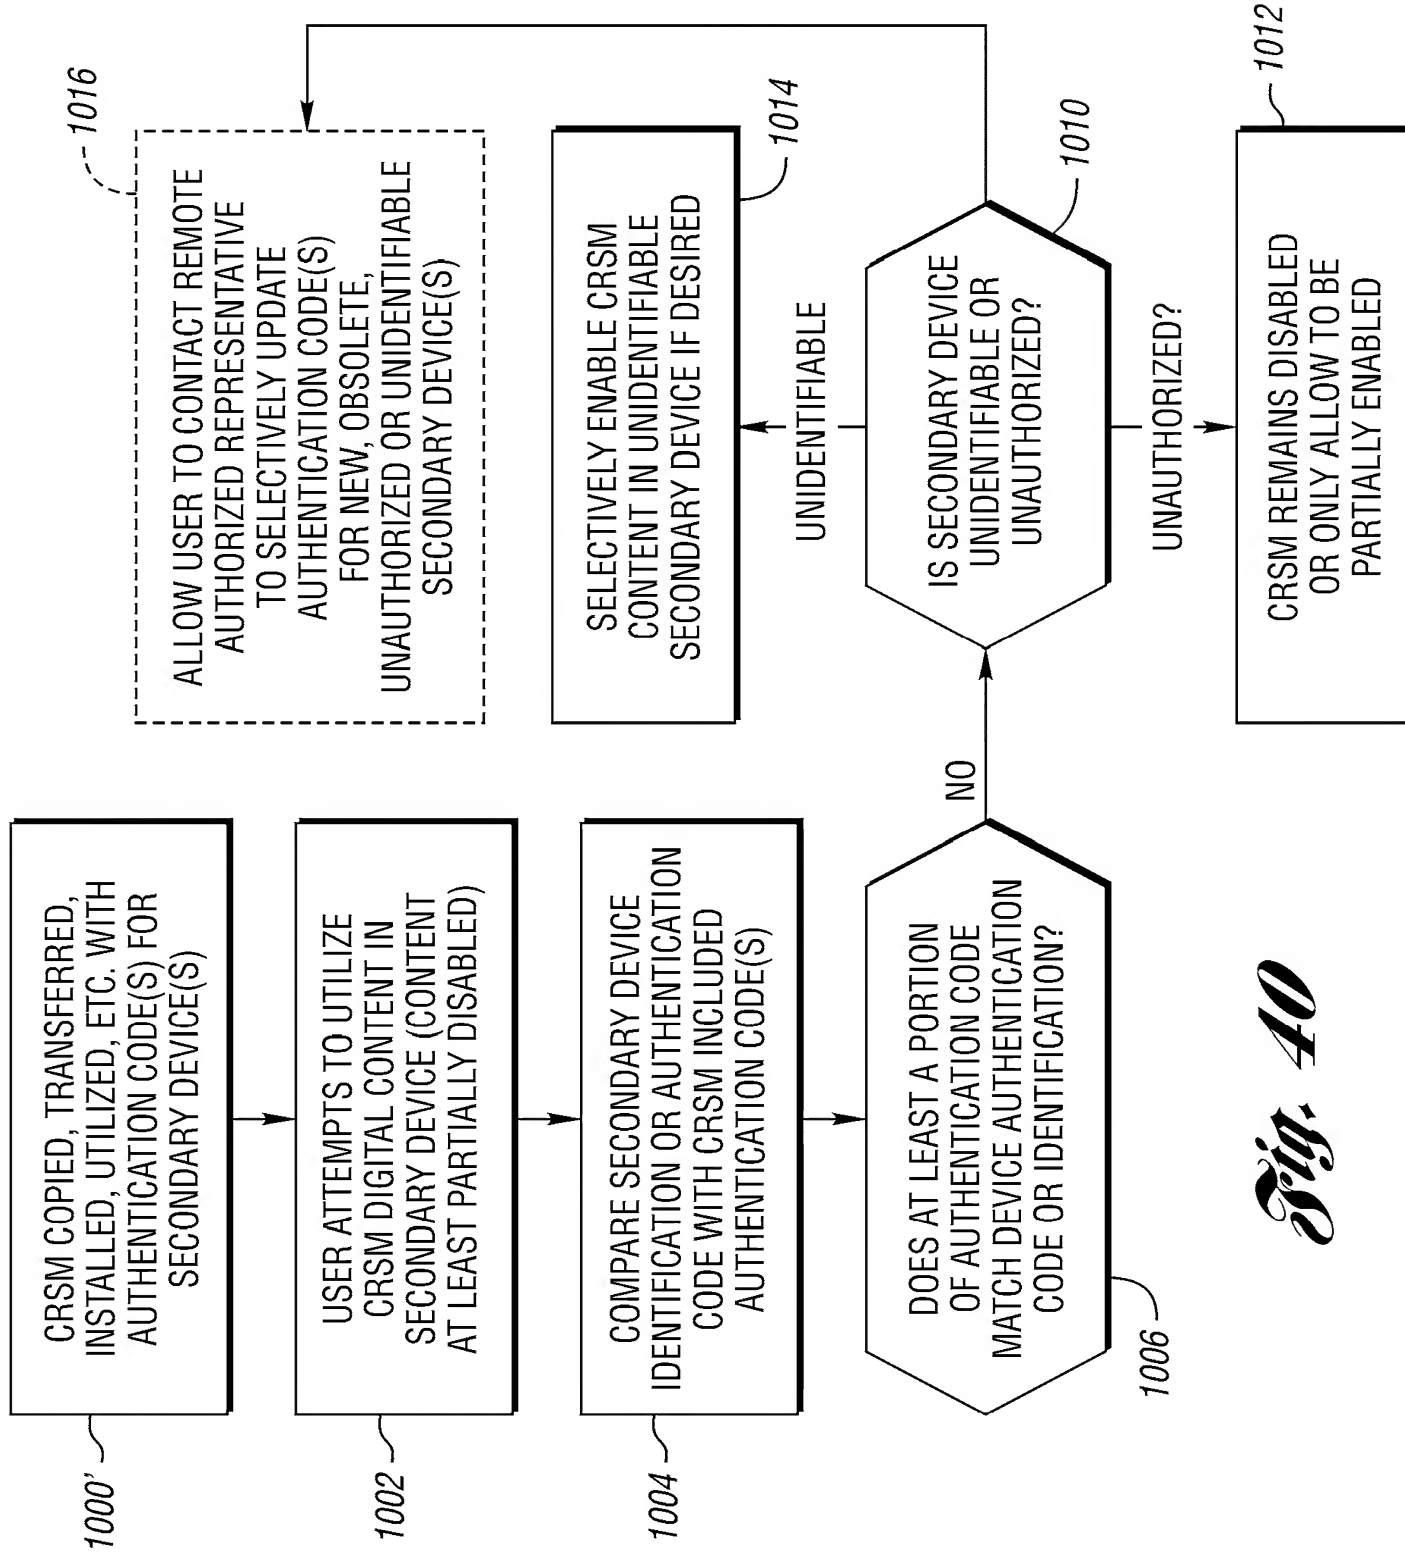 CRSM COPIED, TRANSFERRED,
INSTALLED, UTILIZED, ETC. WITH
AUTHENTICATION CODE(S) FOR
SECONDARY DEVICE(S)
1000'
USER ATTEMPTS TO UTILIZE
CRSM DIGITAL CONTENT IN
SECONDARY DEVICE (CONTENT
AT LEAST PARTIALLY DISABLED)
1002
COMPARE SECONDARY DEVICE
IDENTIFICATION OR AUTHENTICATION
CODE WITH CRSM INCLUDED
AUTHENTICATION CODE(S)
1004
DOES AT LEAST A PORTION
OF AUTHENTICATION CODE
MATCH DEVICE AUTHENTICATION
CODE OR IDENTIFICATION?
1006
NO
IS SECONDARY DEVICE
UNIDENTIFIABLE OR
UNAUTHORIZED?
1010
UNIDENTIFIABLE
SELECTIVELY ENABLE CRSM
CONTENT IN UNIDENTIFIABLE
SECONDARY DEVICE IF DESIRED
1014
ALLOW USER TO CONTACT REMOTE
AUTHORIZED REPRESENTATIVE
TO SELECTIVELY UPDATE
AUTHENTICATION CODE(S)
FOR NEW, OBSOLETE,
UNAUTHORIZED OR UNIDENTIFIABLE
SECONDARY DEVICE(S)
1016
UNAUTHORIZED?
CRSM REMAINS DISABLED
OR ONLY ALLOW TO BE
PARTIALLY ENABLED
1012
Fig. 40